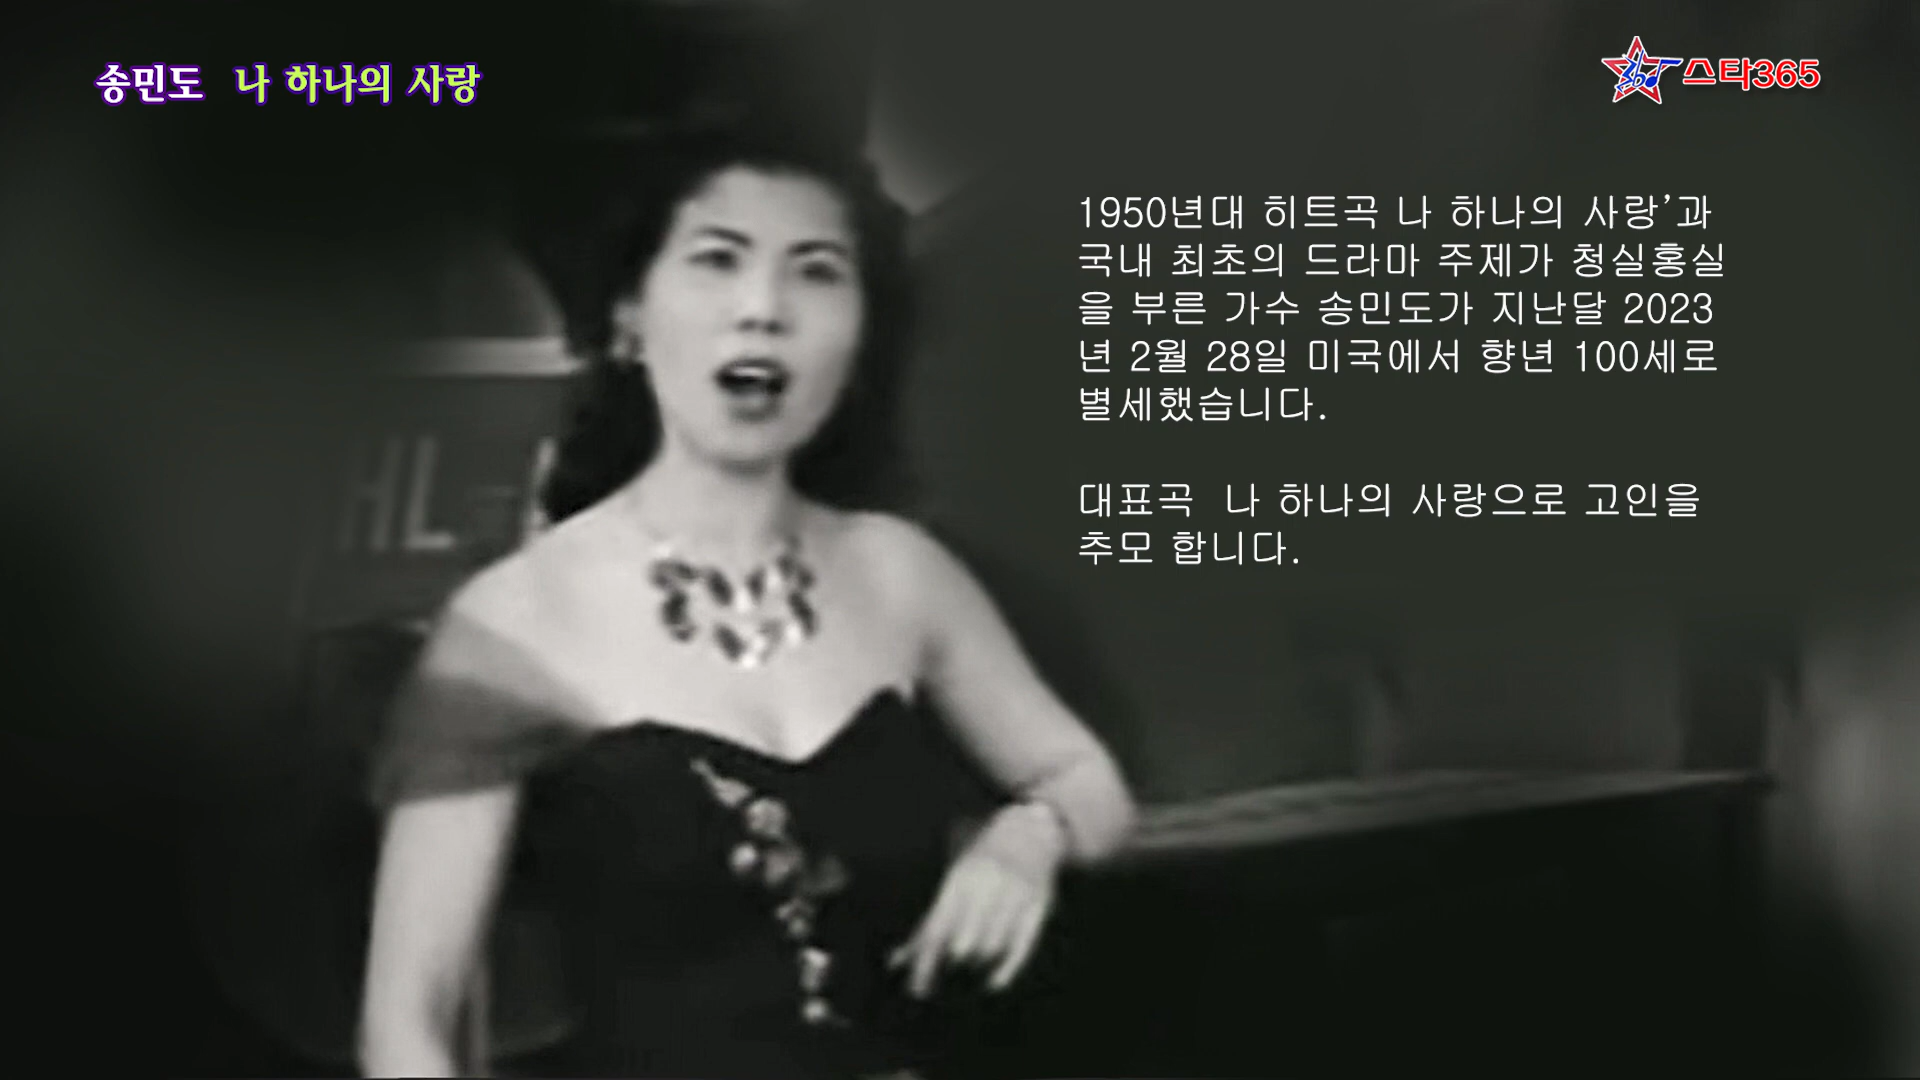 송민도 나 하나의 사랑
스타365
1950년대 히트곡 나 하나의 사랑’과
국내 최초의 드라마 주제가 청실홍실
을 부른 가수 송민도가 지난달 2023
년 2월 28일 미국에서 향년 100세로
별세했습니다.
대표곡 나 하나의 사랑으로 고인을
추모 합니다.
HL-